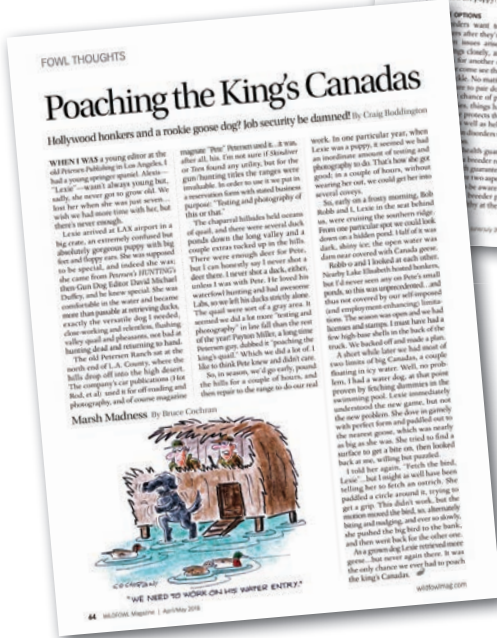 FOWL THOUGHTS
Poaching the King's Canadas
Hollywood honkers and a rookie goose dog? Job security be damned! By Craig Boddington
WHEN I WAS a young editor at the
old Petersen Publishing in Los Angeles, I
had a young springer spaniel. Alexis—
"Lexie"—wasn't always young, but,
sadly, she never got to grow old. We
lost her when she was just seven…
wish we had more time with her, but
there's never enough.
Lexie arrived at LAX airport in a
big crate, an extremely confused but
absolutely gorgeous puppy with big
feet and floppy ears. She was supposed
to be special, and indeed she was;
she came from Petersen's HUNTING's
then Gun Dog Editor David Michael
Duffey, and he knew special. She was
comfortable in the water and became
more than passable at retrieving ducks,
exactly the versatile dog I needed,
close-working and relentless, flushing
valley quail and pheasants, not bad at
hunting dead and returning to hand.
The old Petersen Ranch sat at the
north end of L.A. County, where the
hills drop off into the high desert.
The company's car publications (Hot
Rod, et al) used it for off-roading and
photography, and of course magazine
magnate "Pete" Petersen used it…it was,
after all, his. I'm not sure if Skindiver
or Teen found any utility, but for the
gun/hunting titles the ranges were
invaluable. In order to use we put in
a reservation form with stated business
purpose: "Testing and photography of
this or that."
The chaparral hillsides held oceans
of quail, and there were several duck
ponds down the long valley and a
couple extras tucked up in the hills.
There were enough deer for Pete,
but I can honestly say I never shot a
deer there. I never shot a duck, either,
unless I was with Pete. He loved his
waterfowl hunting and had awesome
Labs, so we left his ducks strictly alone.
The quail were sort of a gray area. It
seemed we did a lot more "testing and
photography" in late fall than the rest
of the year! Payton Miller, a long-time
Petersen guy, dubbed it "poaching the
king's quail." Which we did a lot of. I
like to think Pete knew and didn't care.
So, in season, we'd go early, pound
the hills for a couple of hours, and
then repair to the range to do our real
work. In one particular year, when
Lexie was a puppy, it seemed we had
an inordinate amount of testing and
photography to do. That's how she got
good; in a couple of hours, without
wearing her out, we could get her into
several coveys.
So, early on a frosty morning, Bob
Robb and I, Lexie in the seat behind
us, were cruising the southern ridge.
From one particular spot we could look
down on a hidden pond. Half of it was
dark, shiny ice; the open water was
darn near covered with Canada geese.
Robb and I looked at each other.
Nearby Lake Elizabeth hosted honkers,
but I'd never seen any on Pete's small
ponds, so this was unprecedented…and
thus not covered by our self-imposed
(and employment-enhancing) limita-
tions. The season was open and we had
licenses and stamps. I must have had a
few high-base shells in the back of the
truck. We backed off and made a plan.
A short while later we had most of
two limits of big Canadas, a couple
floating in icy water. Well, no prob-
lem. I had a water dog, at that point
proven by fetching dummies in the
swimming pool. Lexie immediately
understood the new game, but not
the new problem. She dove in gamely
with perfect form and paddled out to
the nearest goose, which was nearly
as big as she was. She tried to find a
surface to get a bite on, then looked
back at me, willing but puzzled.
I told her again, "Fetch the bird,
Lexie"…but I might as well have been
telling her to fetch an ostrich. She
paddled a circle around it, trying to
get a grip. This didn't work, but the
motion moved the bird, so, alternately
biting and nudging, and ever so slowly,
she pushed the big bird to the bank,
and then went back for the other one.
As a grown dog Lexie retrieved more
geese…but never again there. It was
the only chance we ever had to poach
the king's Canadas.
Marsh Madness By Bruce Cochran
"WE NEED TO WORK ON HIS WATER ENTRY."
64 WILDFOWL Magazine | April/May 2018
wildfowlmag.com
OPTIONS